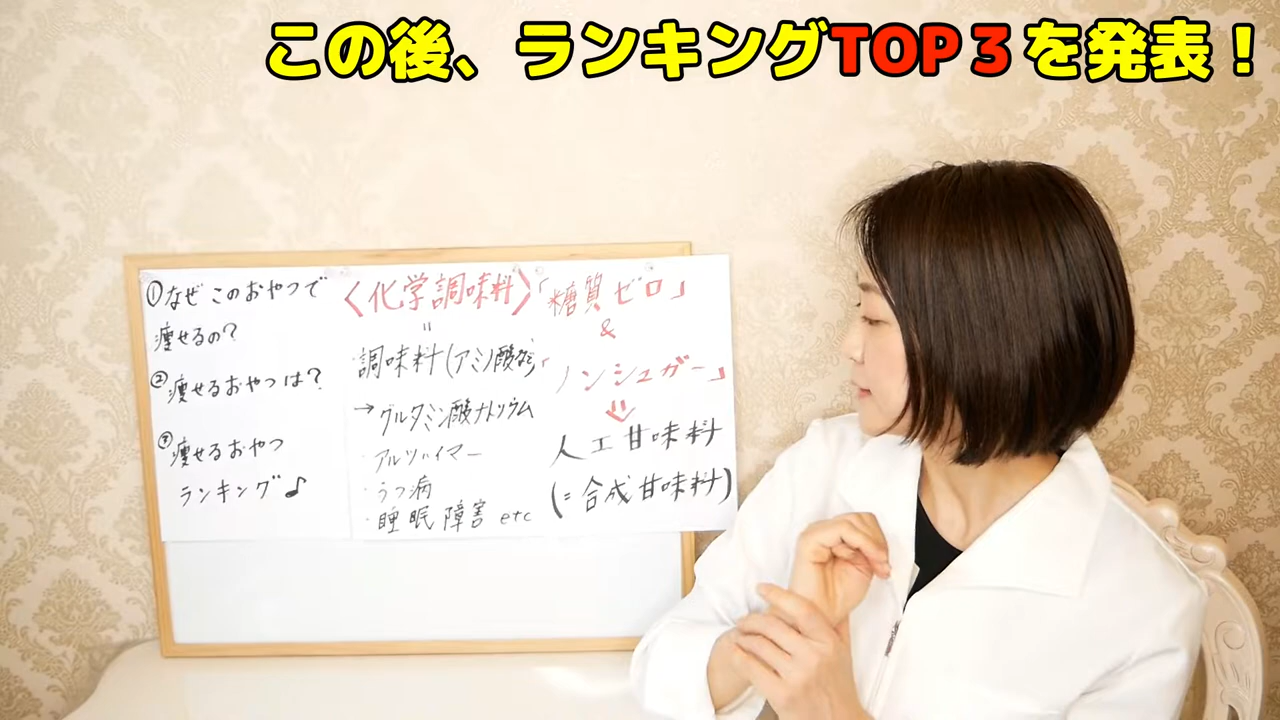 この後、ランキングTOP３を発表！
①なぜこのおやつで
痩せるの？
②痩せるおやつは？
③痩せるおやつ
ランキング♪
〈化学調味料〉
〃
・調味料(アミノ酸など)
→グルタミン酸ナトリウム
・アルツハイマー
・うつ病
・睡眠障害 etc
「糖質ゼロ」
&
「ノンシュガー」
⇓
人工甘味料
(=合成甘味料)